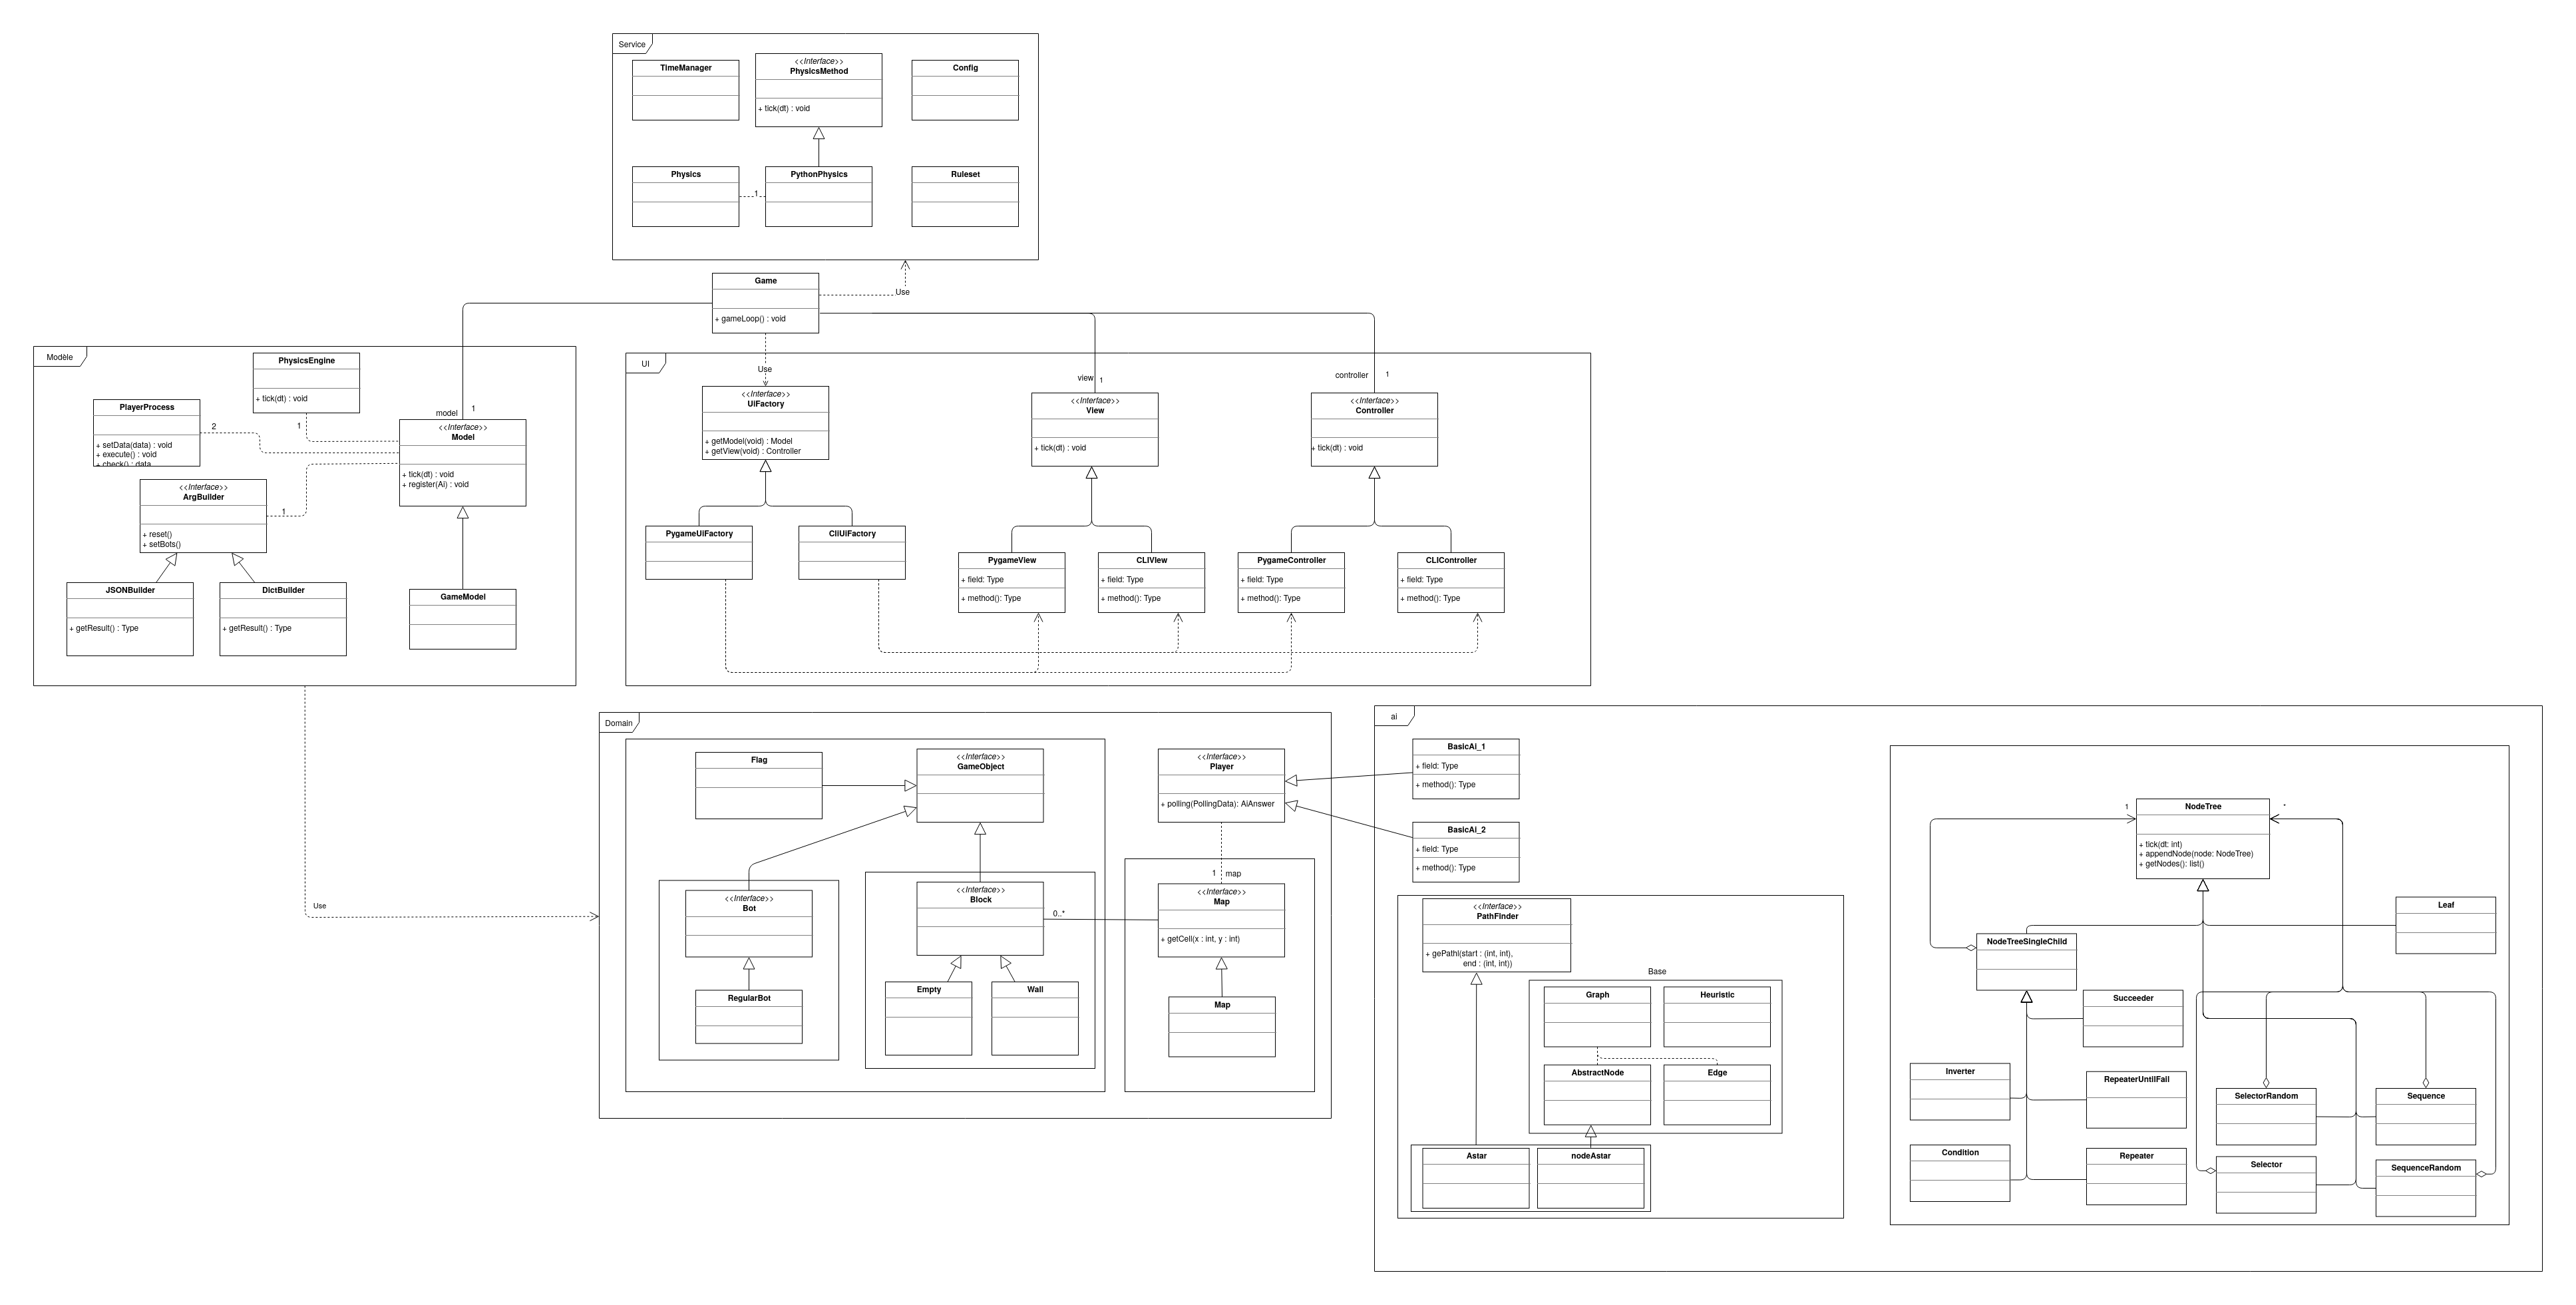 Service
TimeManager
<<Interface>>
PhysicsMethod
+ tick(dt) : void
Config
Physics
1
PythonPhysics
Ruleset
Game
+ gameLoop() : void
Use
Modèle
PhysicsEngine
+ tick(dt) : void
1
PlayerProcess
+ setData(data) : void
+ execute() : void
+ check() : data
2
model
1
<<Interface>>
Model
+ tick(dt) : void
+ register(Ai) : void
<<Interface>>
ArgBuilder
+ reset()
+ setBots()
1
JSONBuilder
+ getResult() : Type
DictBuilder
+ getResult() : Type
GameModel
UI
Use
<<Interface>>
UiFactory
+ getModel(void) : Model
+ getView(void) : Controller
view
1
<<Interface>>
View
+ tick(dt) : void
controller
1
<<Interface>>
Controller
+ tick(dt) : void
PygameUiFactory
CliUiFactory
PygameView
+ field: Type
+ method(): Type
CLIView
+ field: Type
+ method(): Type
PygameController
+ field: Type
+ method(): Type
CLIController
+ field: Type
+ method(): Type
Use
Domain
Flag
<<Interface>>
GameObject
<<Interface>>
Player
+ polling(PollingData): AiAnswer
<<Interface>>
Bot
RegularBot
<<Interface>>
Block
0..*
Empty
Wall
1
map
<<Interface>>
Map
+ getCell(x : int, y : int)
Map
ai
BasicAi_1
+ field: Type
+ method(): Type
BasicAi_2
+ field: Type
+ method(): Type
<<Interface>>
PathFinder
+ gePathl(start : (int, int),
end : (int, int))
Base
Graph
Heuristic
AbstractNode
Edge
Astar
nodeAstar
1
NodeTree
*
+ tick(dt: int)
+ appendNode(node: NodeTree)
+ getNodes(): list()
Leaf
NodeTreeSingleChild
Succeeder
Inverter
RepeaterUntilFail
SelectorRandom
Sequence
Condition
Repeater
Selector
SequenceRandom